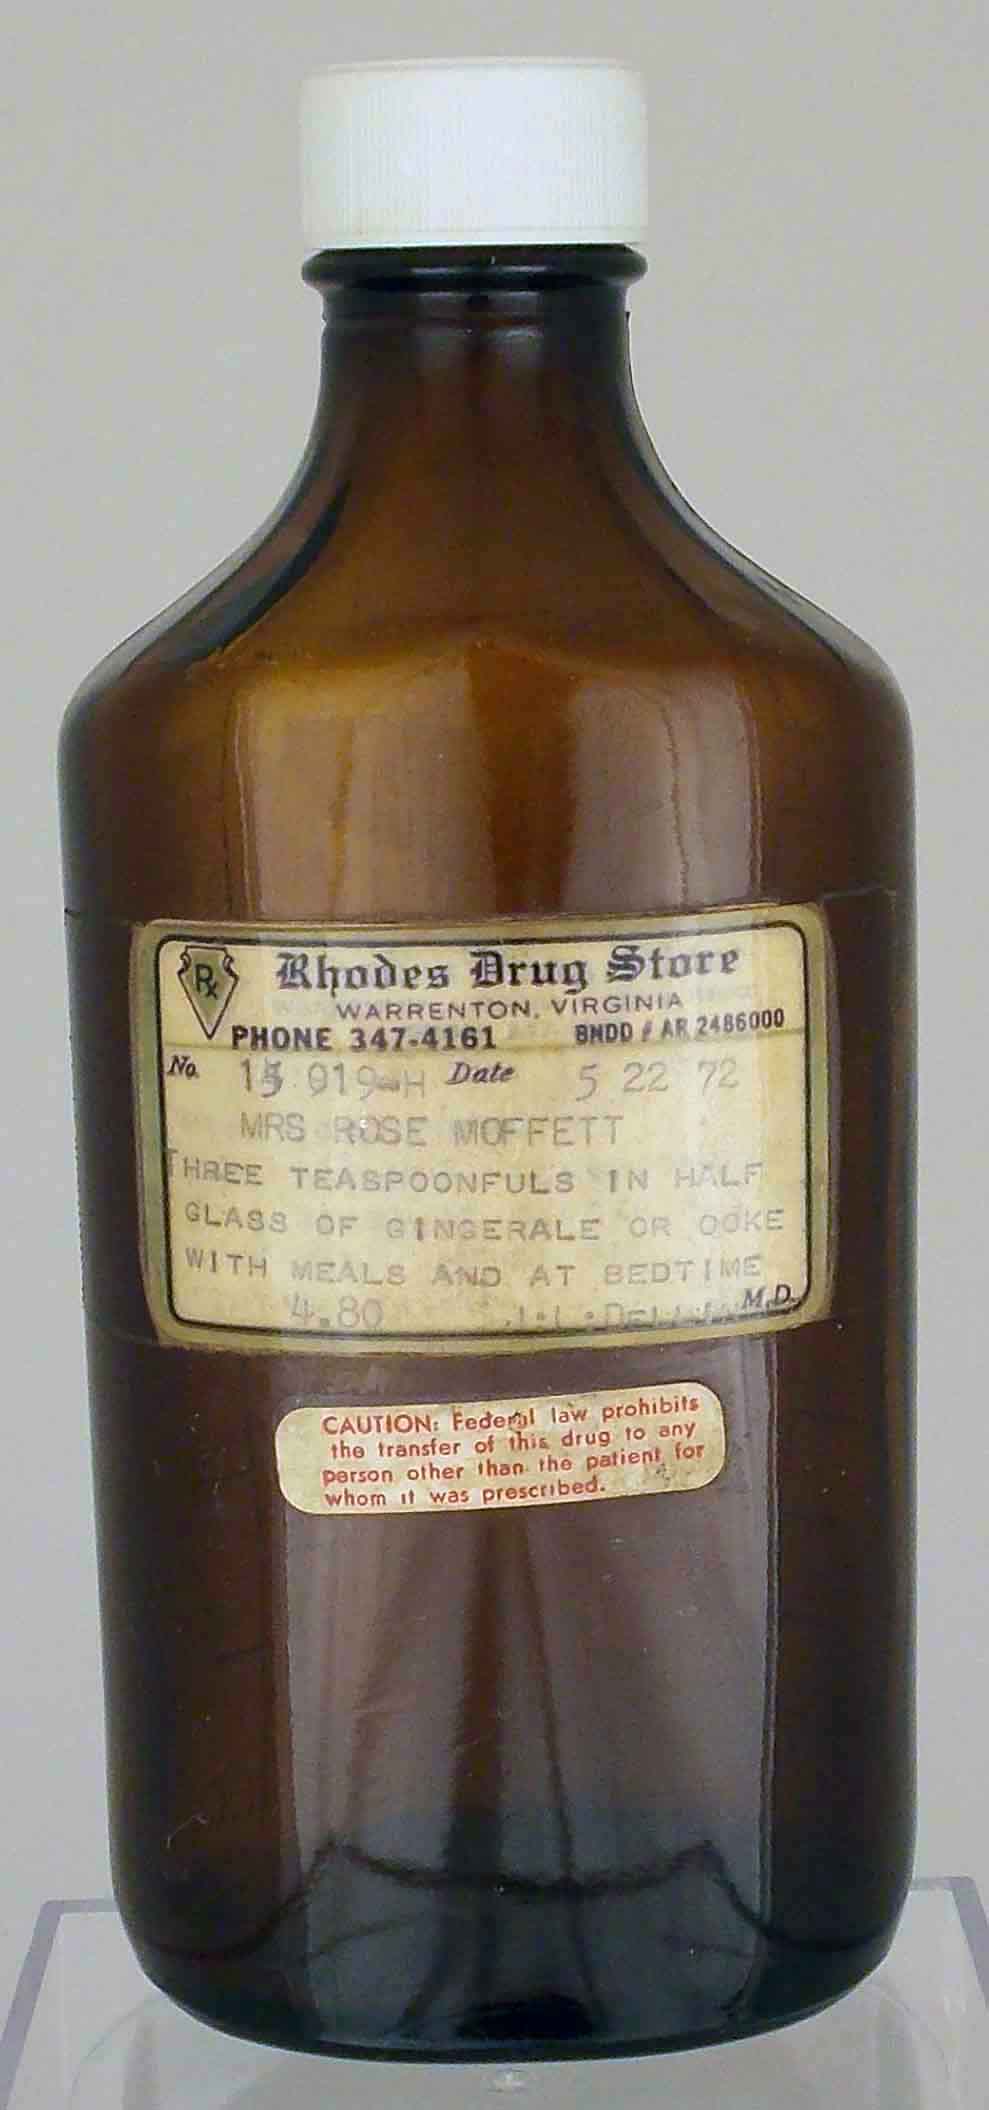 Rx Rhodes Drug Store
WARRENTON, VIRGINIA
PHONE 347-4161 BNDD # AR 2486000
No. 919-H Date 5 22 72
MRS ROSE MOFFETT
THREE TEASPOONFULS IN HALF
GLASS OF GINGERALE OR COKE
WITH MEALS AND AT BEDTIME
4.80 M.D.
CAUTION: Federal law prohibits
the transfer of this drug to any
person other than the patient for
whom it was prescribed.